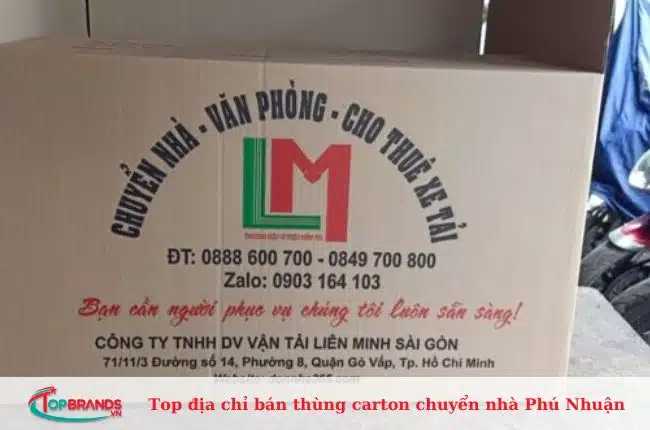 CHUYỂN NHÀ - VĂN PHÒNG - CHO THUÊ XE TẢI
LM
ĐT: 0888 600 700 - 0849 700 800
Zalo: 0903 164 103
Bạn cần người phục vụ chúng tôi luôn sẵn sàng!
CÔNG TY TNHH DV VẬN TẢI LIÊN MINH SÀI GÒN
71/11/3 Đường số 14, Phường 8, Quận Gò Vấp, Tp. Hồ Chí Minh
TOPBRANDS.VN
Top địa chỉ bán thùng carton chuyển nhà Phú Nhuận